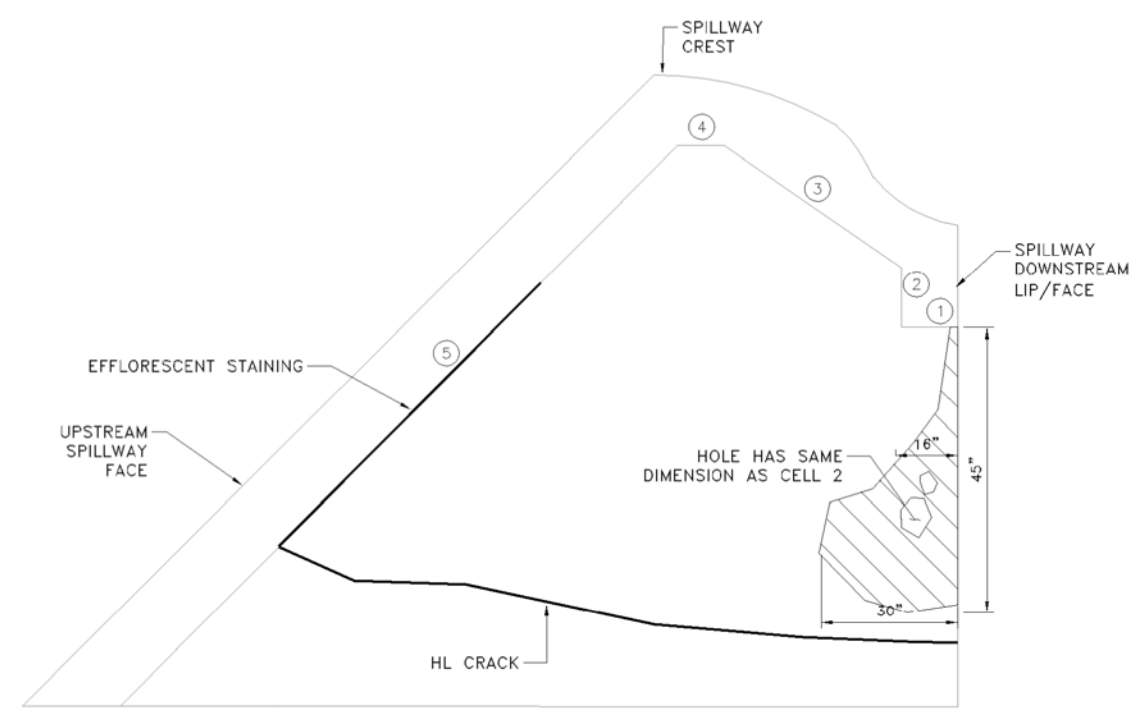 SPILLWAY
CREST
4
3
SPILLWAY
DOWNSTREAM
LIP/FACE
2
1
5
EFFLORESCENT STAINING
UPSTREAM
SPILLWAY
FACE
16"
HOLE HAS SAME
DIMENSION AS CELL 2
45"
30"
HL CRACK